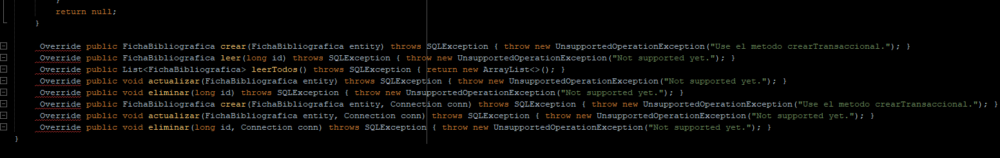 }
return null;
}
Override public FichaBibliografica crear(FichaBibliografica entity) throws SQLException { throw new UnsupportedOperationException("Use el metodo crearTransaccional."); }
Override public FichaBibliografica leer(long id) throws SQLException { throw new UnsupportedOperationException("Not supported yet."); }
Override public List<FichaBibliografica> leerTodos() throws SQLException { return new ArrayList<>(); }
Override public void actualizar(FichaBibliografica entity) throws SQLException { throw new UnsupportedOperationException("Not supported yet."); }
Override public void eliminar(long id) throws SQLException { throw new UnsupportedOperationException("Not supported yet."); }
Override public FichaBibliografica crear(FichaBibliografica entity, Connection conn) throws SQLException { throw new UnsupportedOperationException("Use el metodo crearTransaccional."); }
Override public void actualizar(FichaBibliografica entity, Connection conn) throws SQLException { throw new UnsupportedOperationException("Not supported yet."); }
Override public void eliminar(long id, Connection conn) throws SQLException { throw new UnsupportedOperationException("Not supported yet."); }
}